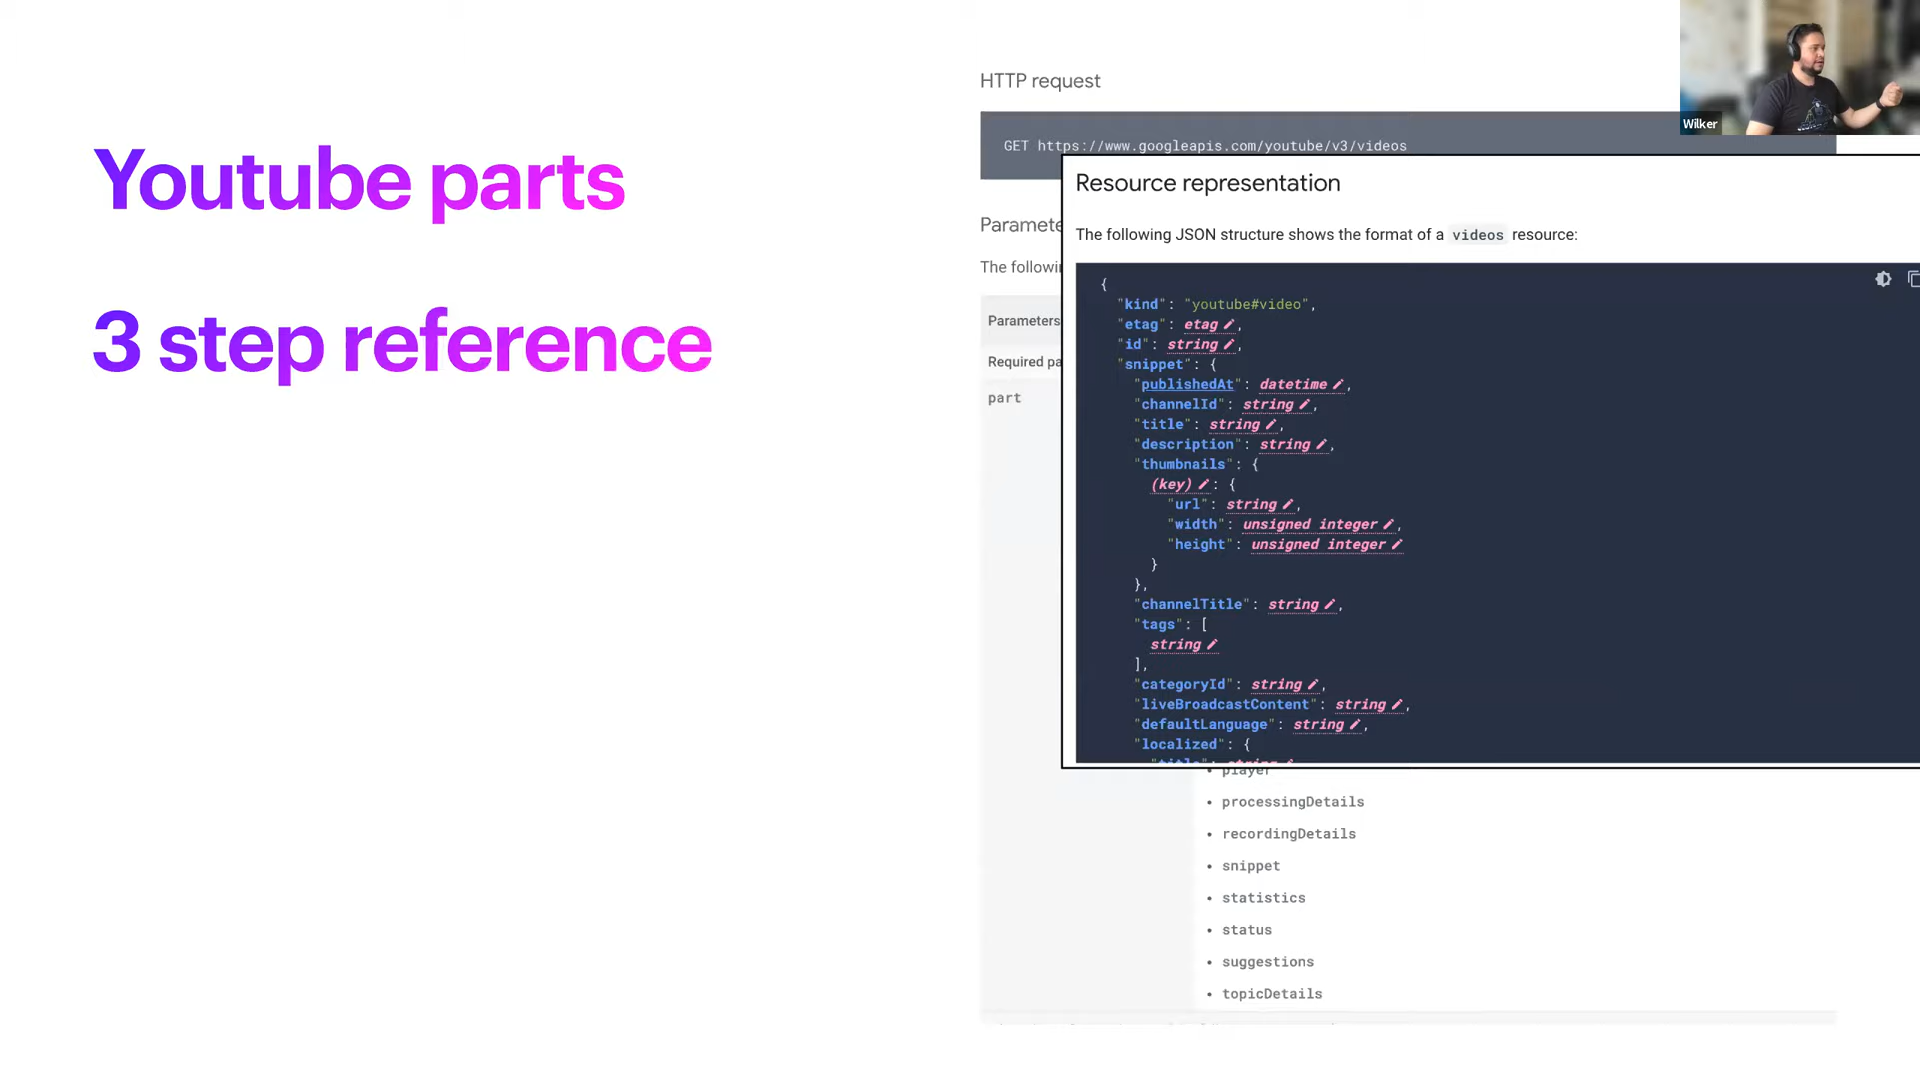 Youtube parts
3 step reference
HTTP request
GET https://www.googleapis.com/youtube/v3/videos
Wilker
Paramete
The followin
Parameters
Required pa
part
Resource representation
The following JSON structure shows the format of a videos resource:
{
"kind": "youtube#video",
"etag": etag,
"id": string,
"snippet": {
"publishedAt": datetime,
"channelId": string,
"title": string,
"description": string,
"thumbnails": {
(key): {
"url": string,
"width": unsigned integer,
"height": unsigned integer
}
},
"channelTitle": string,
"tags": [
string
],
"categoryId": string,
"liveBroadcastContent": string,
"defaultLanguage": string,
"localized": {
"title": string
• player
• processingDetails
• recordingDetails
• snippet
• statistics
• status
• suggestions
• topicDetails